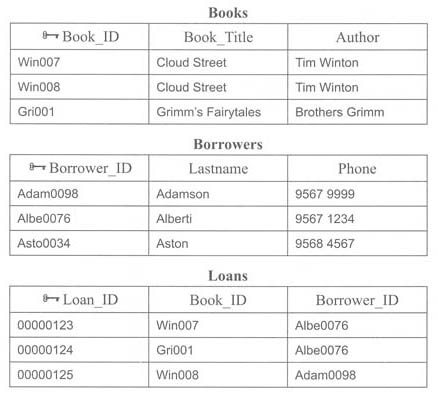 Books
Book_ID Book_Title Author
Win007 Cloud Street Tim Winton
Win008 Cloud Street Tim Winton
Gri001 Grimm's Fairytales Brothers Grimm
Borrowers
Borrower_ID Lastname Phone
Adam0098 Adamson 9567 9999
Albe0076 Alberti 9567 1234
Asto0034 Aston 9568 4567
Loans
Loan_ID Book_ID Borrower_ID
00000123 Win007 Albe0076
00000124 Gri001 Albe0076
00000125 Win008 Adam0098